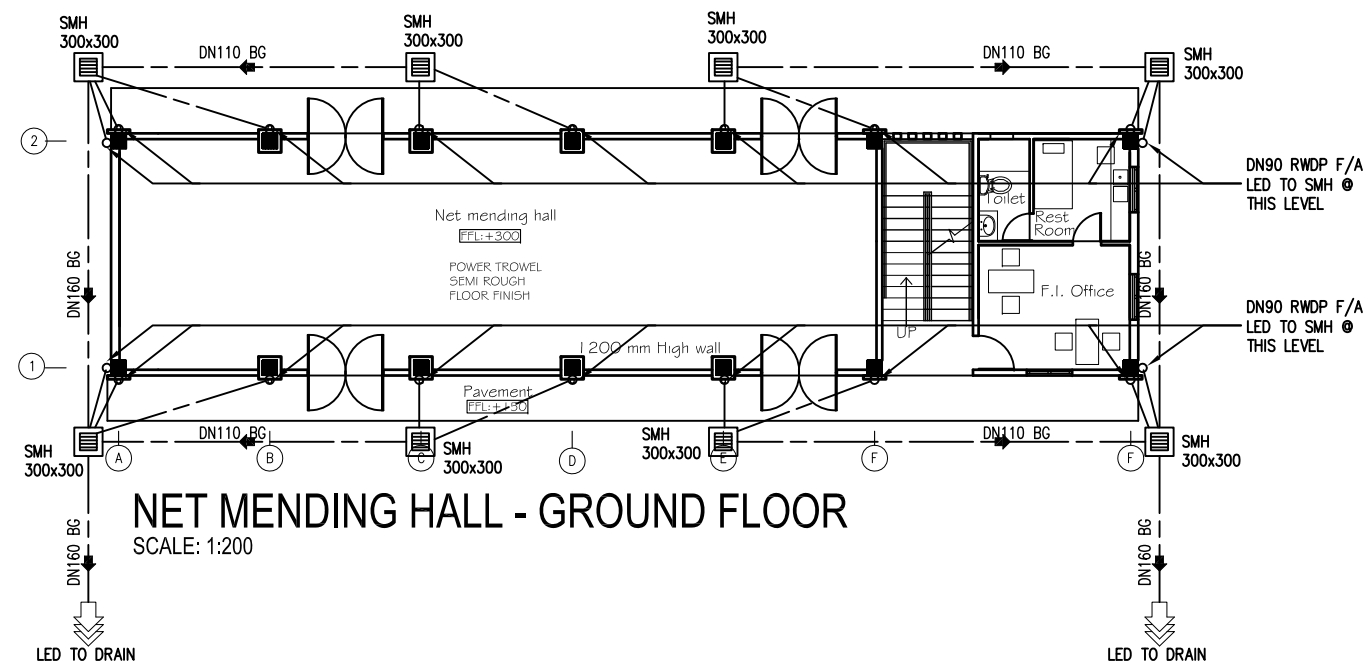 SMH
300x300
DN110 BG
SMH
300x300
SMH
300x300
DN110 BG
SMH
300x300
2
DN90 RWDP F/A
LED TO SMH @
THIS LEVEL
Toilet
Rest
Room
Net mending hall
FFL:+300
POWER TROWEL
SEMI ROUGH
FLOOR FINISH
DN160 BG
DN160 BG
F.I. Office
UP
DN90 RWDP F/A
LED TO SMH @
THIS LEVEL
1200 mm High wall
1
Pavement
FFL:+150
SMH
300x300
DN110 BG
SMH
300x300
SMH
300x300
DN110 BG
SMH
300x300
A
B
C
D
E
F
F
NET MENDING HALL - GROUND FLOOR
SCALE: 1:200
DN160 BG
DN160 BG
LED TO DRAIN
LED TO DRAIN